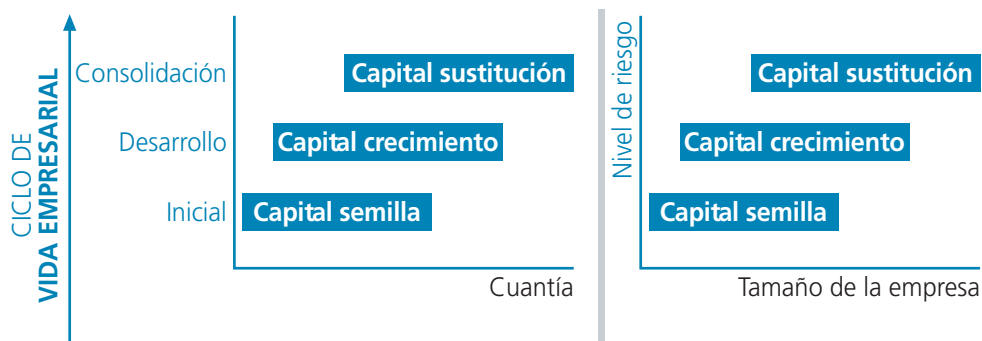 CICLO DE
VIDA EMPRESARIAL
Consolidación
Desarrollo
Inicial
Capital sustitución
Capital crecimiento
Capital semilla
Cuantía
Nivel de riesgo
Capital sustitución
Capital crecimiento
Capital semilla
Tamaño de la empresa